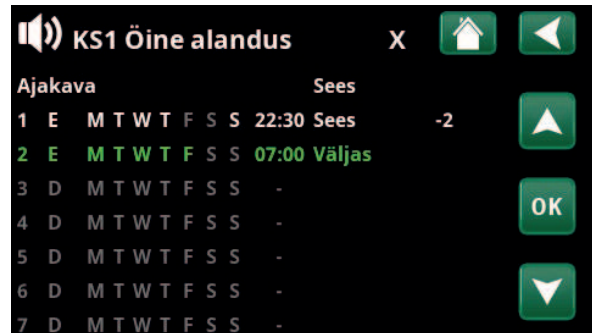 KS1 Öine alandus X
Ajakava Sees
1 E M T W T F S S 22:30 Sees -2
2 E M T W T F S S 07:00 Väljas
3 D M T W T F S S -
4 D M T W T F S S -
OK
5 D M T W T F S S -
6 D M T W T F S S -
7 D M T W T F S S -